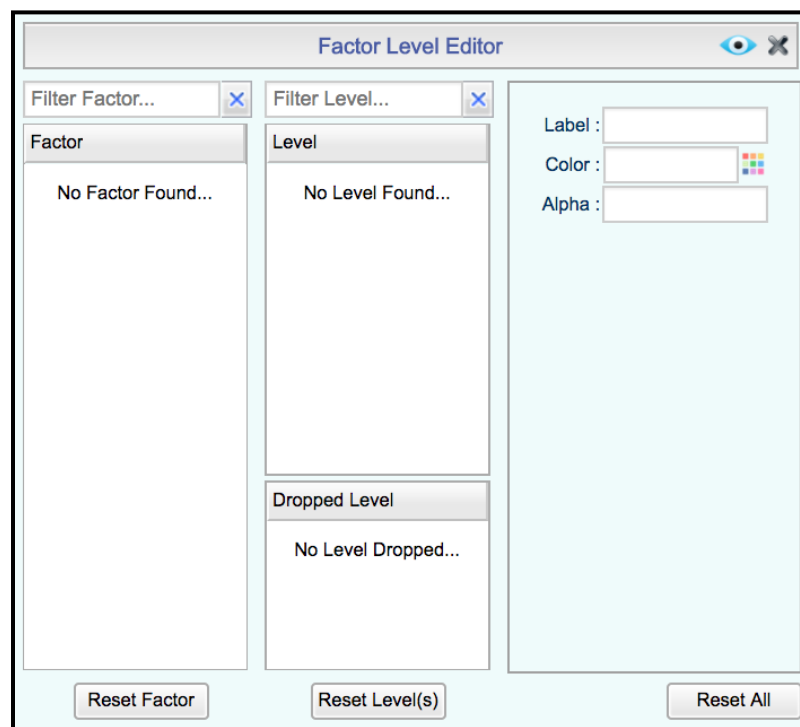 Factor Level Editor
Filter Factor...
Filter Level...
Factor
No Factor Found...
Level
No Level Found...
Dropped Level
No Level Dropped...
Label :
Color :
Alpha :
Reset Factor
Reset Level(s)
Reset All